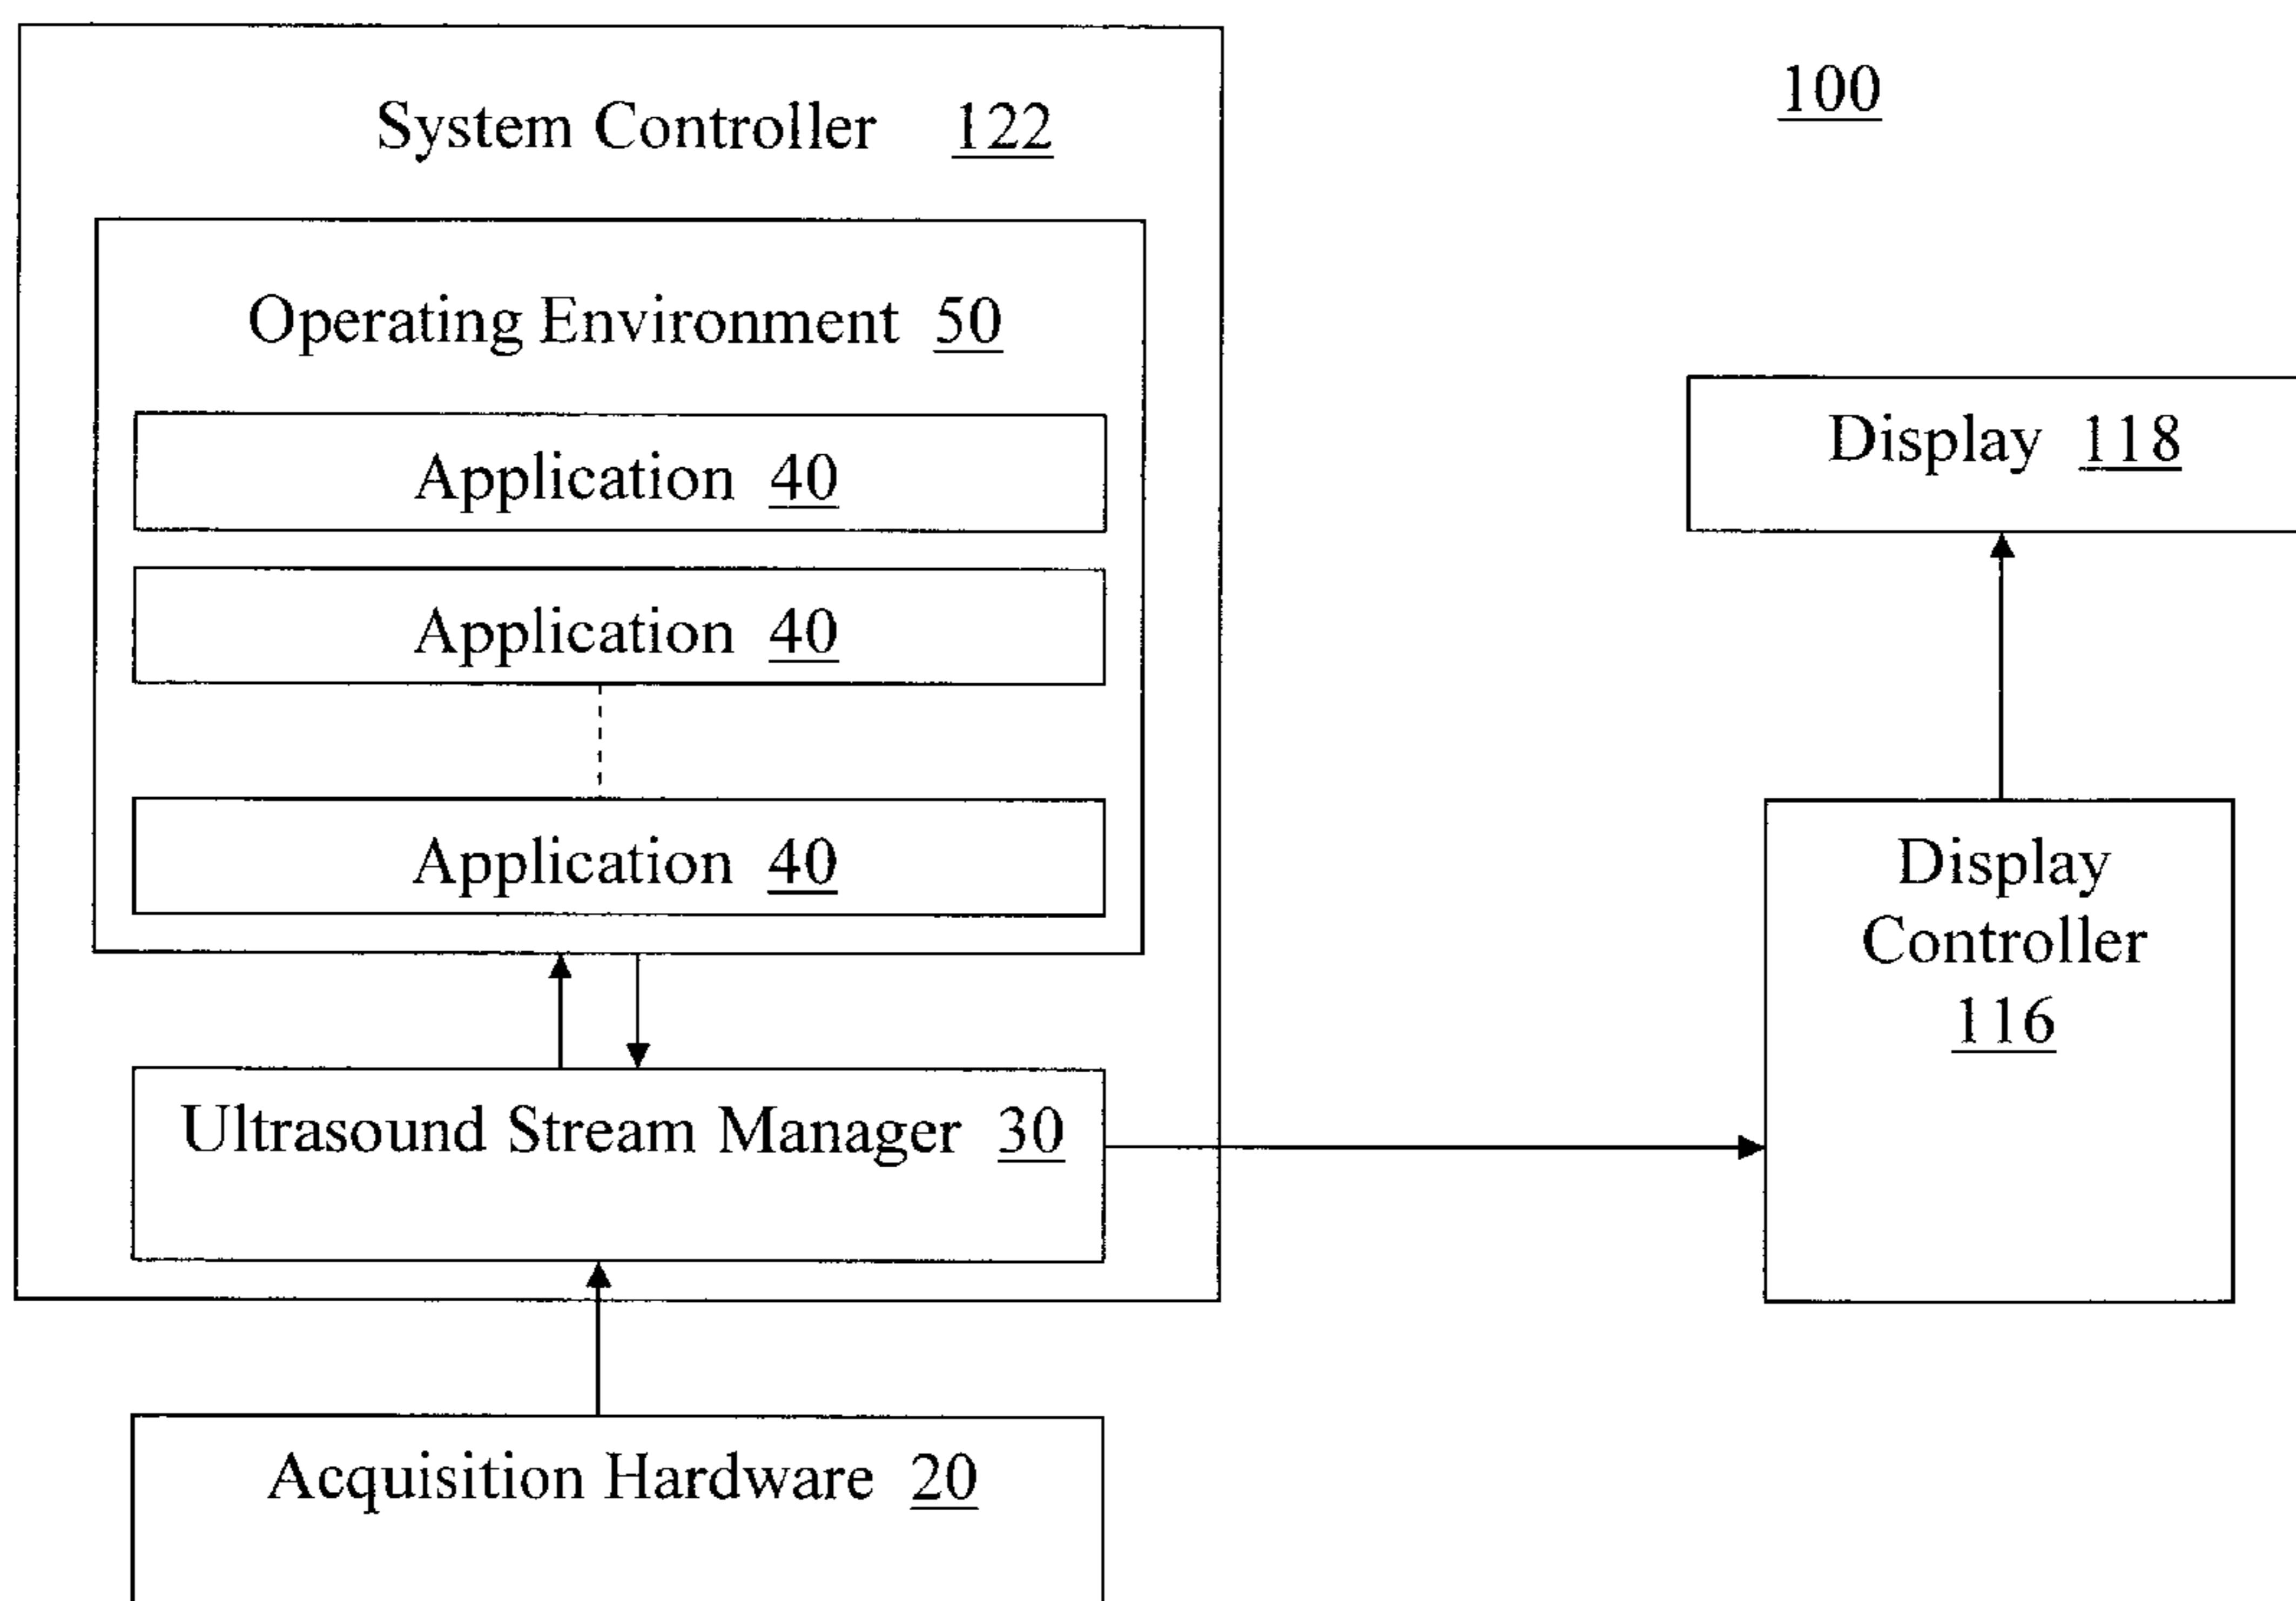 100
System Controller 122
Operating Environment 50
Application 40
Application 40
Application 40
Ultrasound Stream Manager 30
Acquisition Hardware 20
Display 118
Display
Controller
116